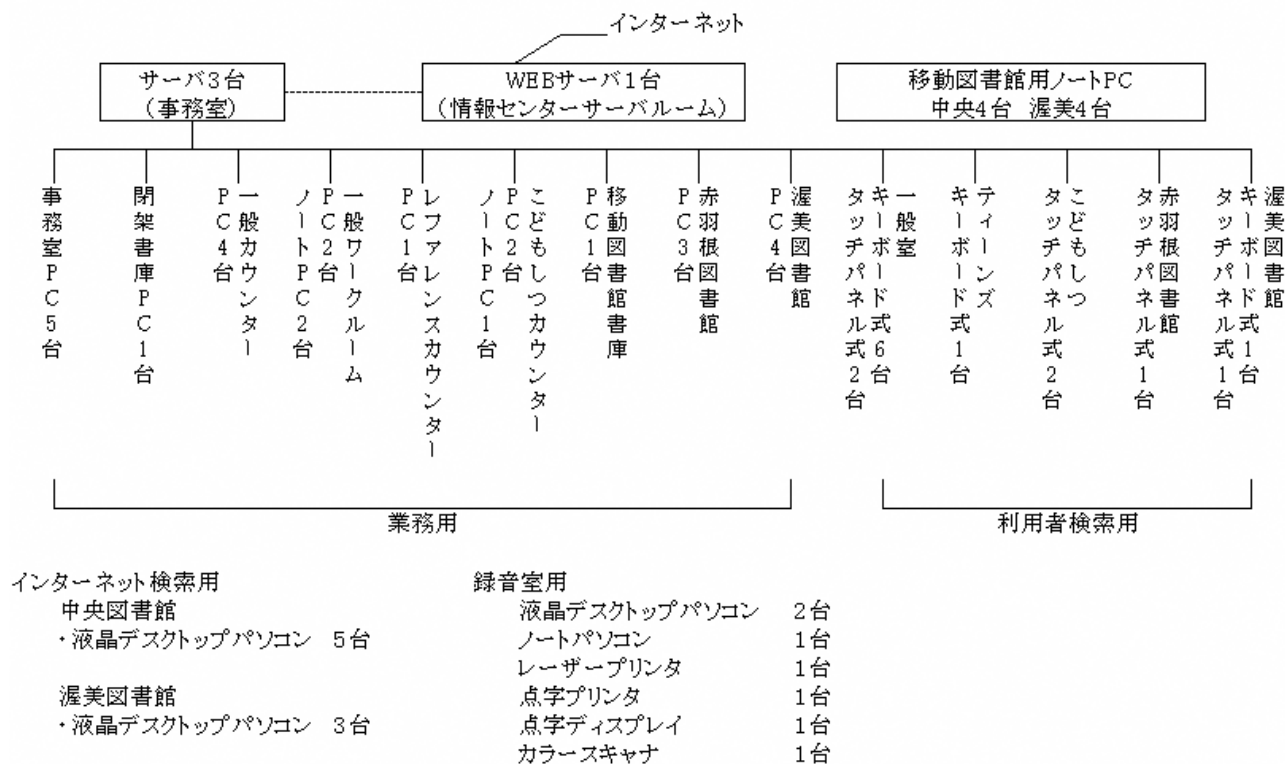 インターネット
サーバ3台
（事務室）
WEBサーバ1台
（情報センターサーバルーム）
移動図書館用ノートPC
中央4台 渥美4台
事務室PC5台
閉架書庫PC1台
一般カウンター
PC4台
一般ワークルーム
PC2台
ノートPC2台
レファレンスカウンター
PC1台
こどもしつカウンター
PC2台
ノートPC1台
移動図書館書庫
PC1台
赤羽根図書館
PC3台
渥美図書館
PC4台
一般室
キーボード式6台
タッチパネル式2台
ティーンズ
キーボード式1台
こどもしつ
タッチパネル式2台
赤羽根図書館
タッチパネル式1台
渥美図書館
キーボード式1台
タッチパネル式1台
業務用
利用者検索用
インターネット検索用
中央図書館
・液晶デスクトップパソコン 5台
渥美図書館
・液晶デスクトップパソコン 3台
録音室用
液晶デスクトップパソコン 2台
ノートパソコン 1台
レーザープリンタ 1台
点字プリンタ 1台
点字ディスプレイ 1台
カラースキャナ 1台